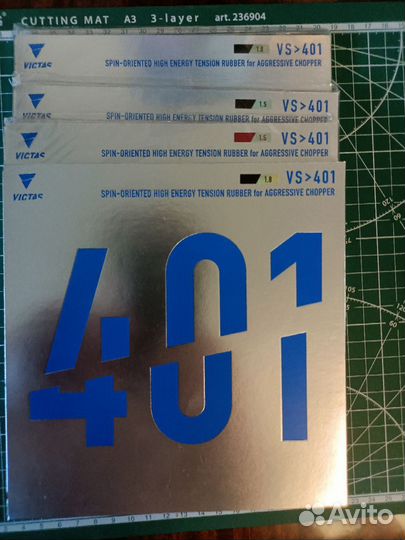 CUTTING MAT A3 3-layer art. 236904
VICTAS
1.8 VS>401
SPIN-ORIENTED HIGH ENERGY TENSION RUBBER for AGGRESSIVE CHOPPER
VICTAS
1.5 VS>401
SPIN-ORIENTED HIGH ENERGY TENSION RUBBER for AGGRESSIVE CHOPPER
VICTAS
1.5 VS>401
SPIN-ORIENTED HIGH ENERGY TENSION RUBBER for AGGRESSIVE CHOPPER
VICTAS
1.8 VS>401
SPIN-ORIENTED HIGH ENERGY TENSION RUBBER for AGGRESSIVE CHOPPER
401
Avito